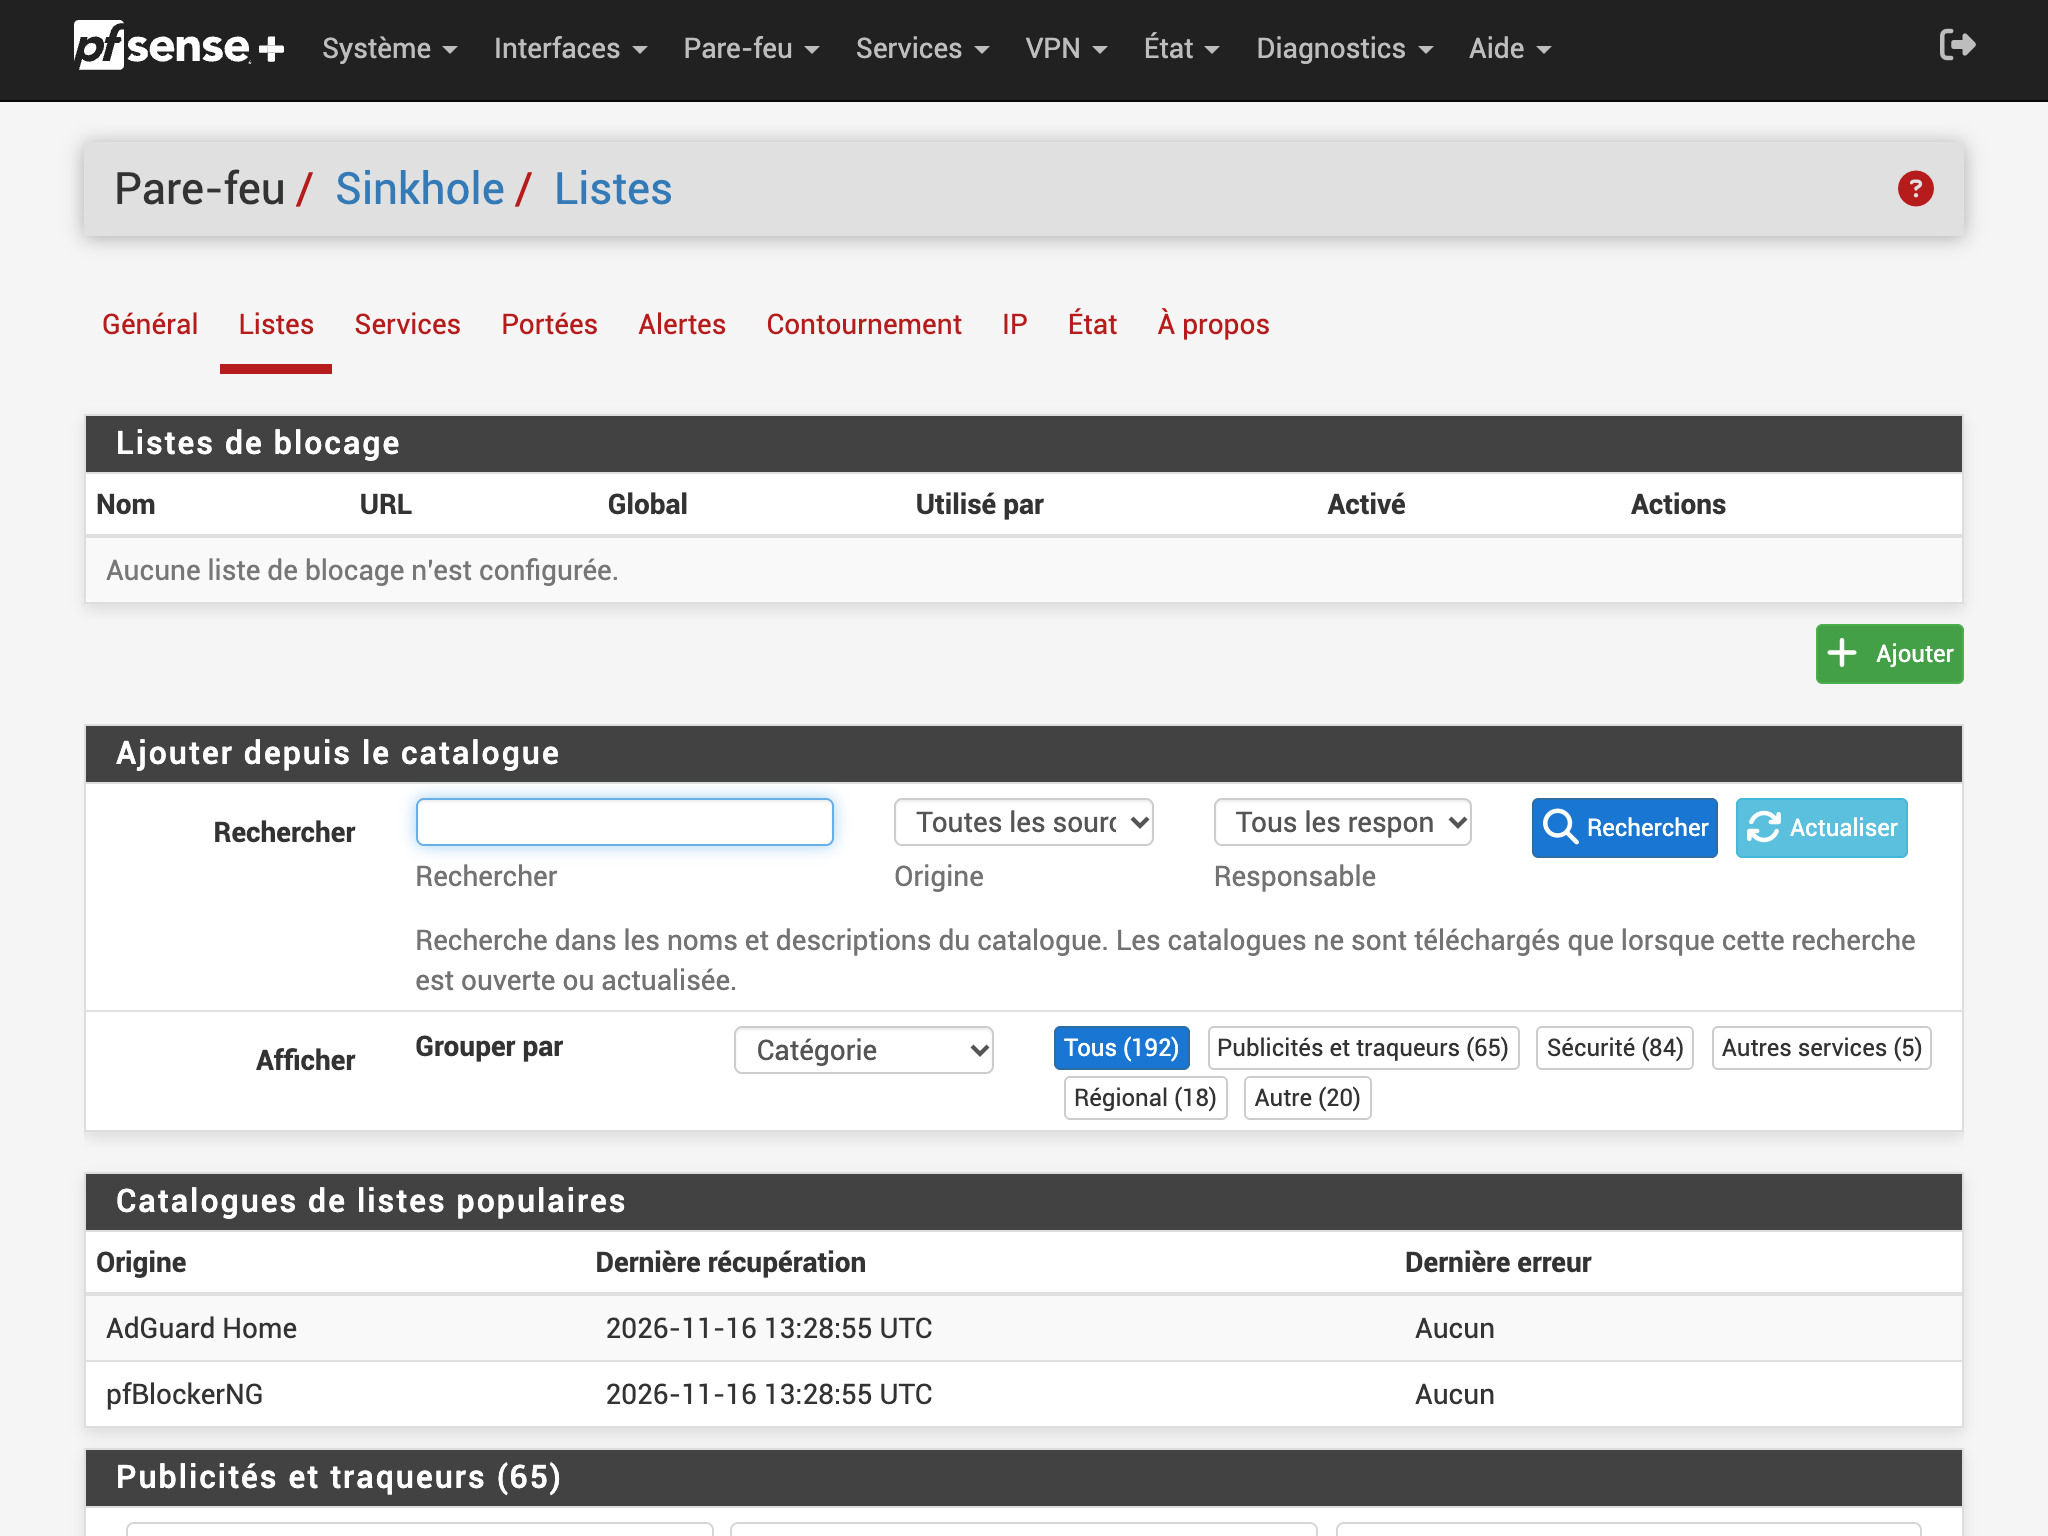 pfsense+ Système Interfaces Pare-feu Services VPN État Diagnostics Aide
Pare-feu / Sinkhole / Listes
?
Général Listes Services Portées Alertes Contournement IP État À propos
Listes de blocage
Nom URL Global Utilisé par Activé Actions
Aucune liste de blocage n'est configurée.
Ajouter
Ajouter depuis le catalogue
Rechercher Toutes les sourc Tous les respon Rechercher Actualiser
Rechercher Origine Responsable
Recherche dans les noms et descriptions du catalogue. Les catalogues ne sont téléchargés que lorsque cette recherche
est ouverte ou actualisée.
Afficher Grouper par Catégorie Tous (192) Publicités et traqueurs (65) Sécurité (84) Autres services (5)
Régional (18) Autre (20)
Catalogues de listes populaires
Origine Dernière récupération Dernière erreur
AdGuard Home 2026-11-16 13:28:55 UTC Aucun
pfBlockerNG 2026-11-16 13:28:55 UTC Aucun
Publicités et traqueurs (65)